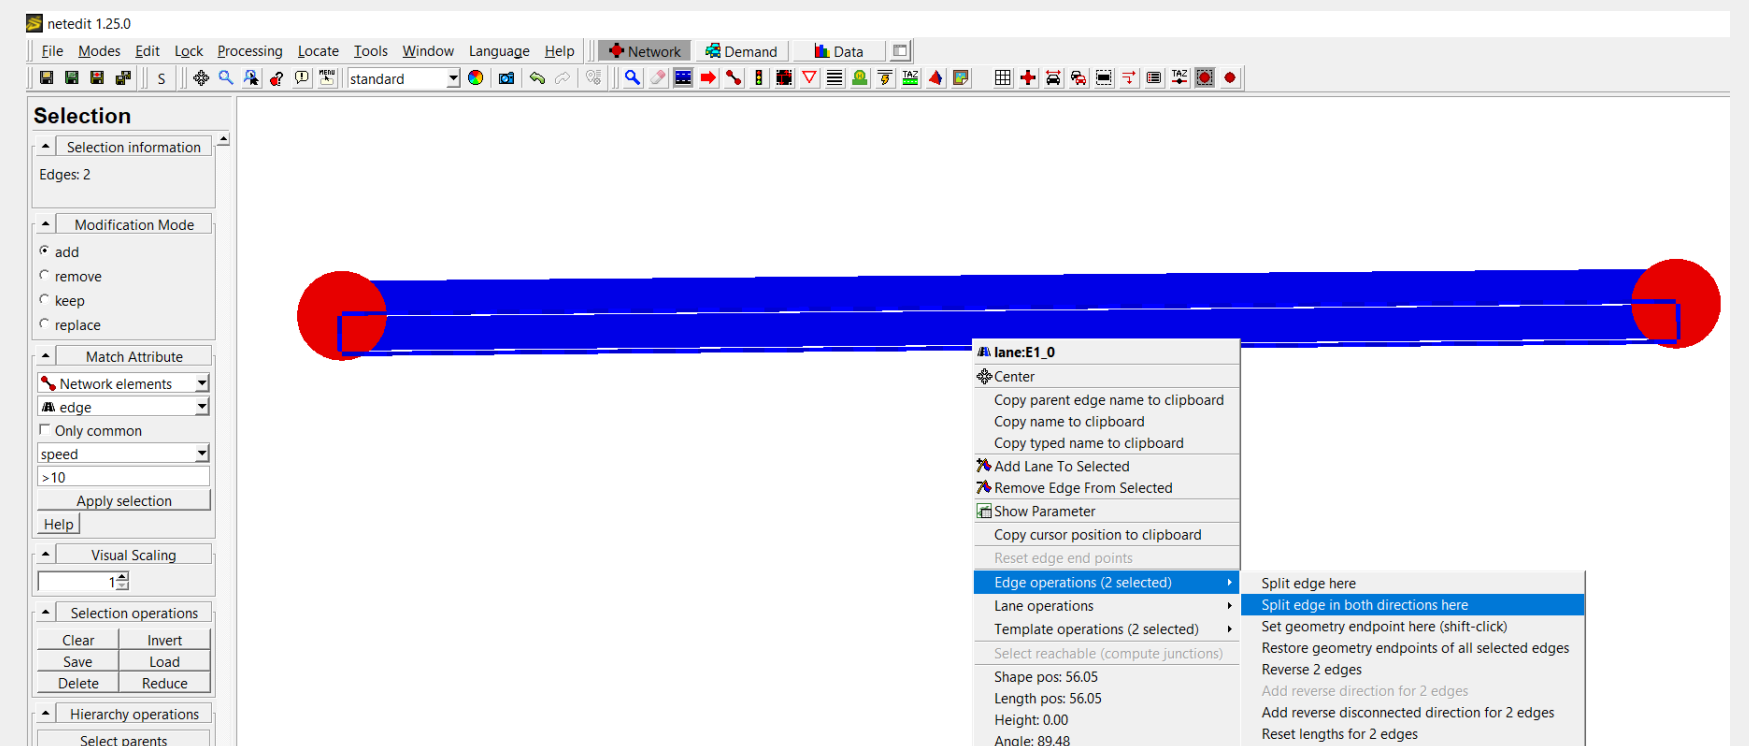 netedit 1.25.0
File Modes Edit Lock Processing Locate Tools Window Language Help Network Demand Data
S MENU standard TAZ TAZ
Selection
Selection information
Edges: 2
Modification Mode
add
remove
keep
replace
Match Attribute
Network elements
edge
Only common
speed
>10
Apply selection
Help
Visual Scaling
1
Selection operations
Clear Invert
Save Load
Delete Reduce
Hierarchy operations
Select parents
lane:E1_0
Center
Copy parent edge name to clipboard
Copy name to clipboard
Copy typed name to clipboard
Add Lane To Selected
Remove Edge From Selected
Show Parameter
Copy cursor position to clipboard
Reset edge end points
Edge operations (2 selected)
Lane operations
Template operations (2 selected)
Select reachable (compute junctions)
Shape pos: 56.05
Length pos: 56.05
Height: 0.00
Angle: 89.48
Split edge here
Split edge in both directions here
Set geometry endpoint here (shift-click)
Restore geometry endpoints of all selected edges
Reverse 2 edges
Add reverse direction for 2 edges
Add reverse disconnected direction for 2 edges
Reset lengths for 2 edges